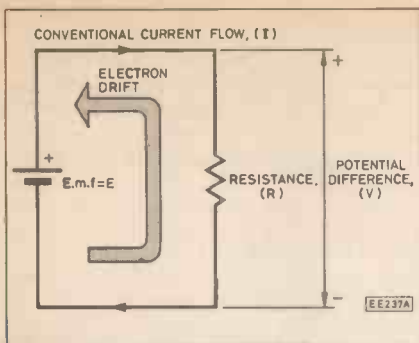 CONVENTIONAL CURRENT FLOW, (I)
ELECTRON
DRIFT
+
+
E.m.f=E
RESISTANCE,
(R)
POTENTIAL
DIFFERENCE,
(V)
−
EE237A